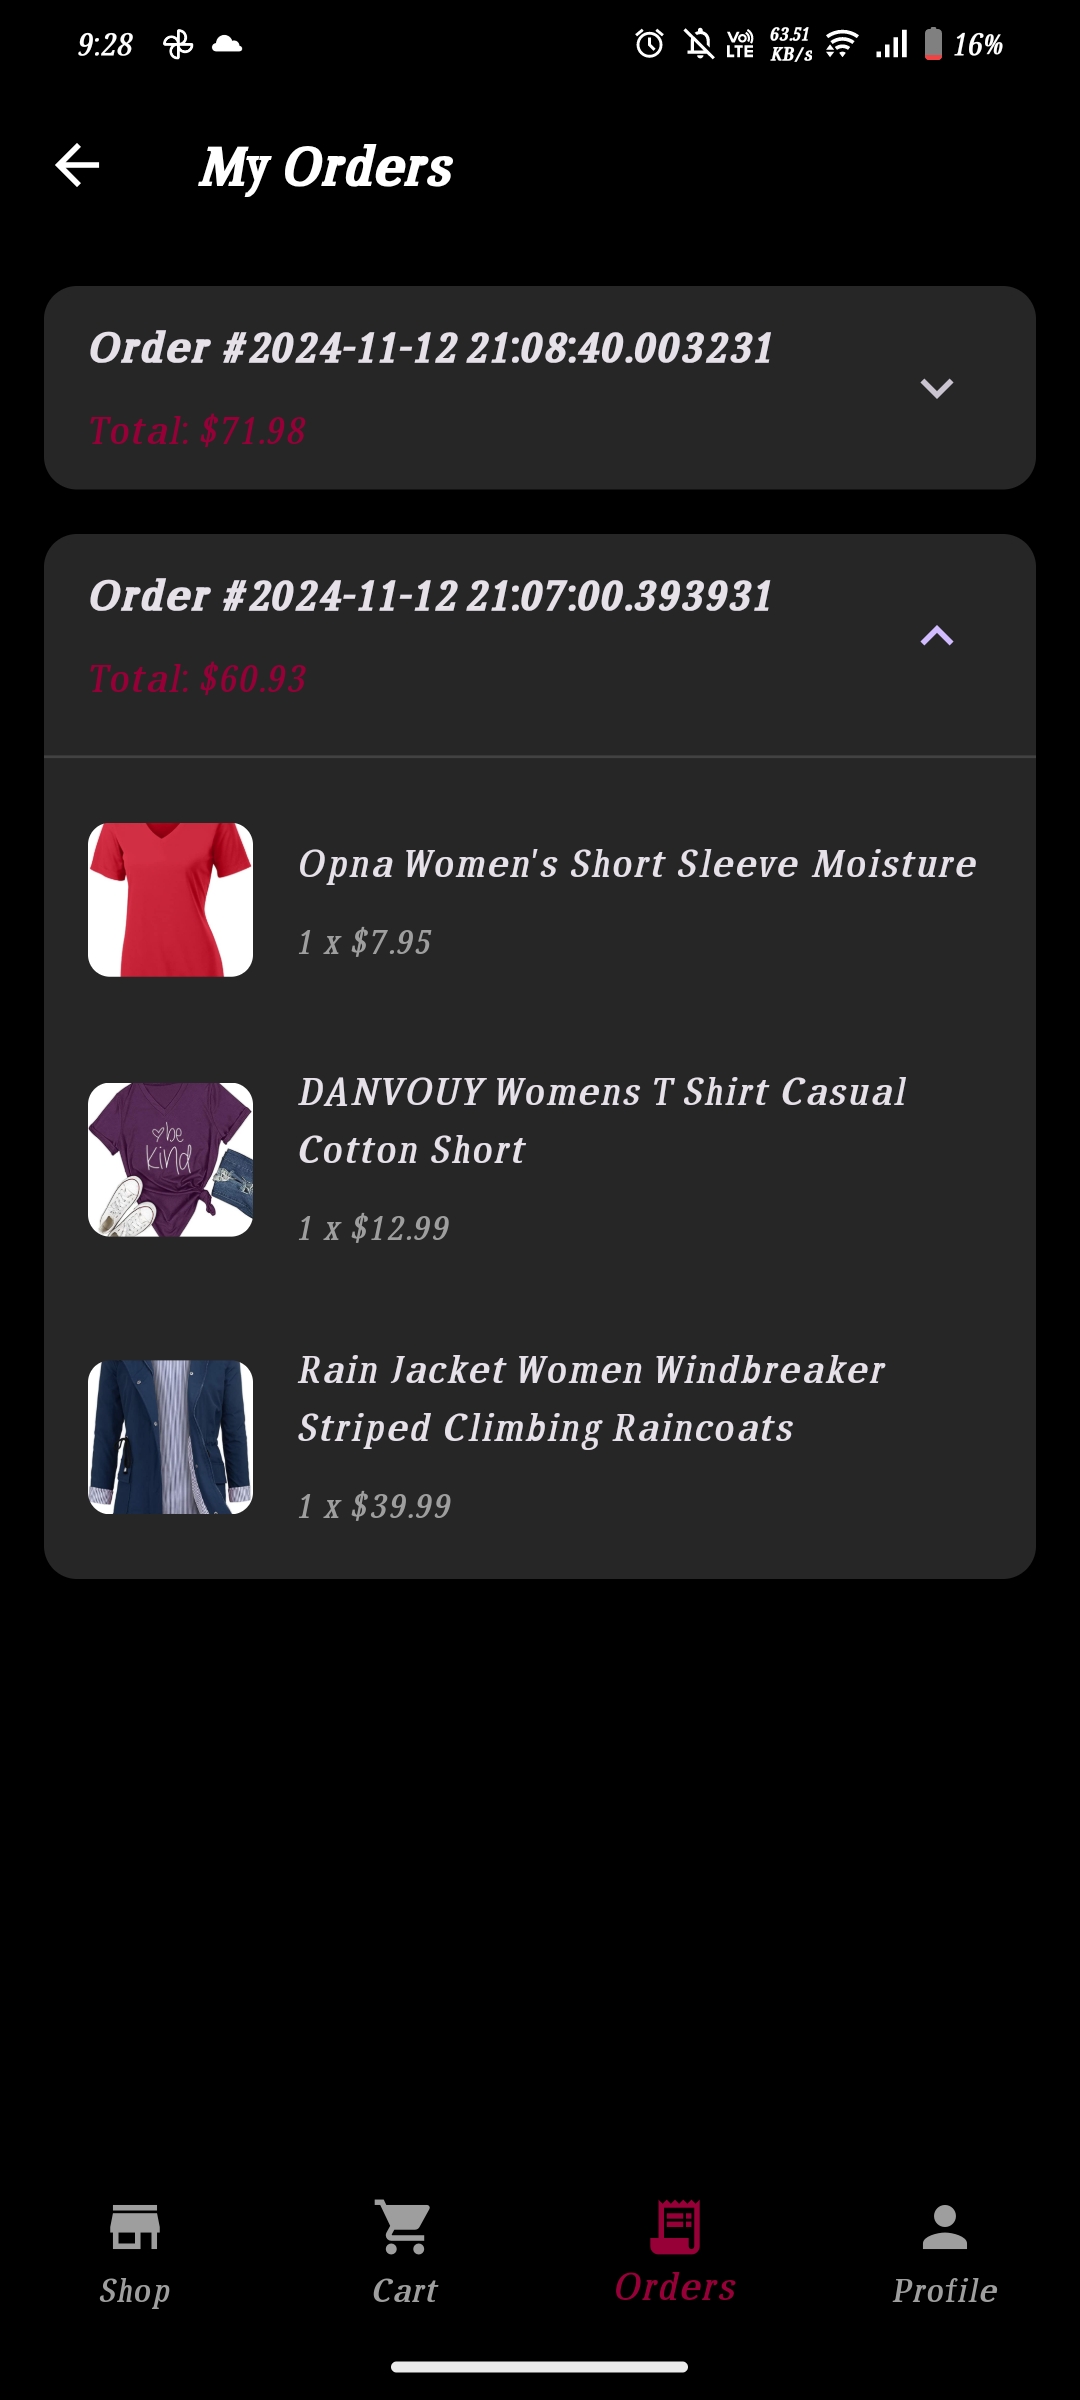 9:28
Vo))
LTE
63.51
KB/s
16%
My Orders
Order #2024-11-12 21:08:40.003231
Total: $71.98
Order #2024-11-12 21:07:00.393931
Total: $60.93
Opna Women's Short Sleeve Moisture
1 x $7.95
be
kind
DANVOUY Womens T Shirt Casual
Cotton Short
1 x $12.99
Rain Jacket Women Windbreaker
Striped Climbing Raincoats
1 x $39.99
Shop
Cart
Orders
Profile